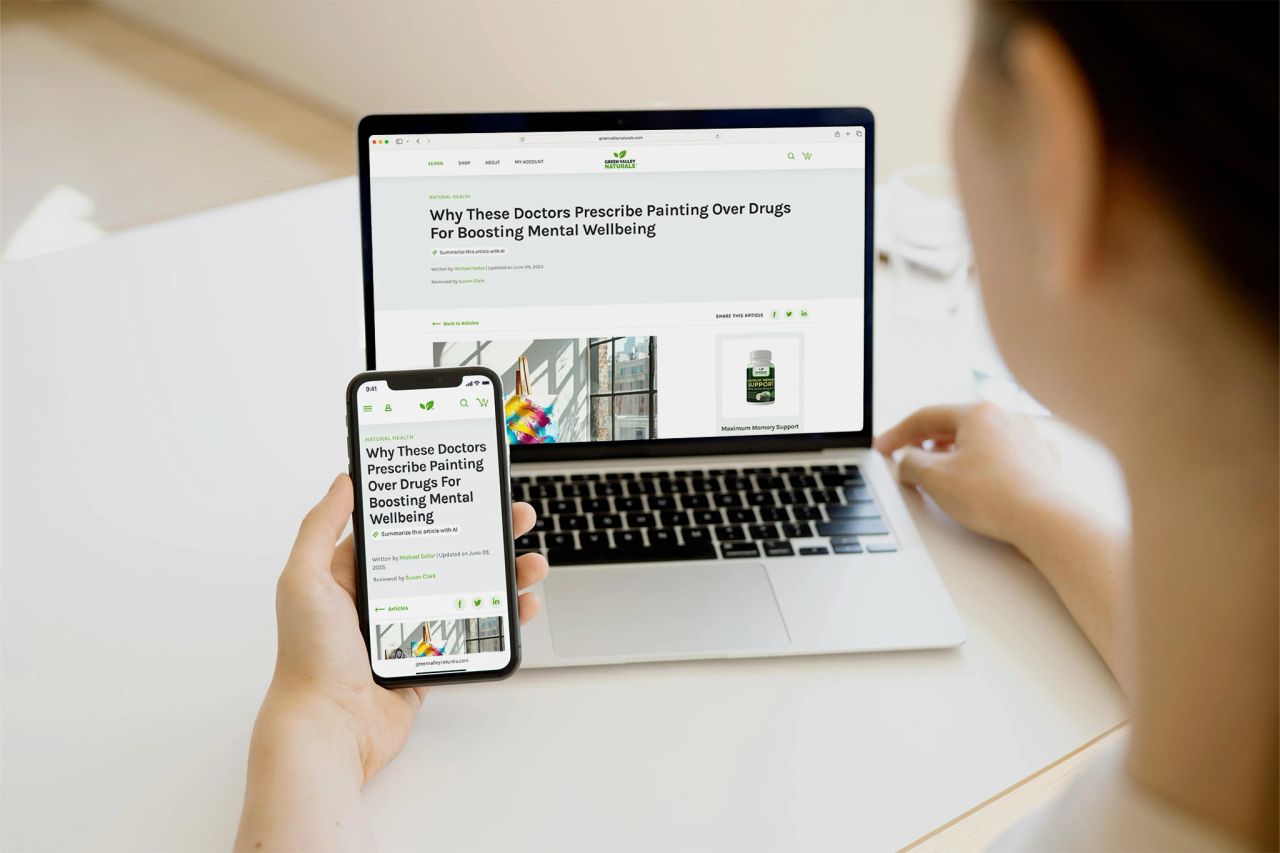 greenvalleynaturals.com
LEARN SHOP ABOUT MY ACCOUNT
GREEN VALLEY
NATURALS
NATURAL HEALTH
Why These Doctors Prescribe Painting Over Drugs
For Boosting Mental Wellbeing
Summarize this article with AI
Written by Michael Sellar | Updated on June 09, 2025
Reviewed by Susan Clark
Back to Articles
SHARE THIS ARTICLE
SUPPORT
Maximum Memory Support
9:41
NATURAL HEALTH
Why These Doctors
Prescribe Painting
Over Drugs For
Boosting Mental
Wellbeing
Summarize this article with AI
Written by Michael Sellar | Updated on June 09,
2025
Reviewed by Susan Clark
Articles
greenvalleynaturals.com